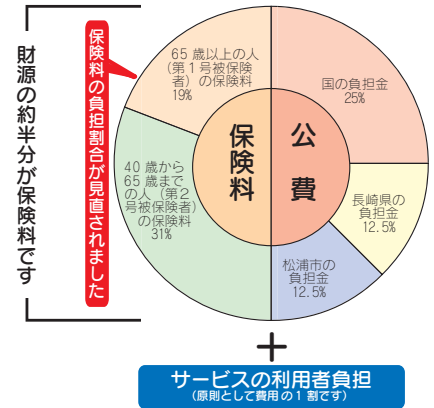 財源の約半分が保険料です
保険料の負担割合が見直されました
65 歳以上の人
(第1号被保険
者)の保険料
19%
40 歳から
65 歳まで
の人(第2
号被保険者)
の保険料
31%
保険料
公費
国の負担金
25%
長崎県の
負担金
12.5%
松浦市の
負担金
12.5%
+
サービスの利用者負担
(原則として費用の1割です)